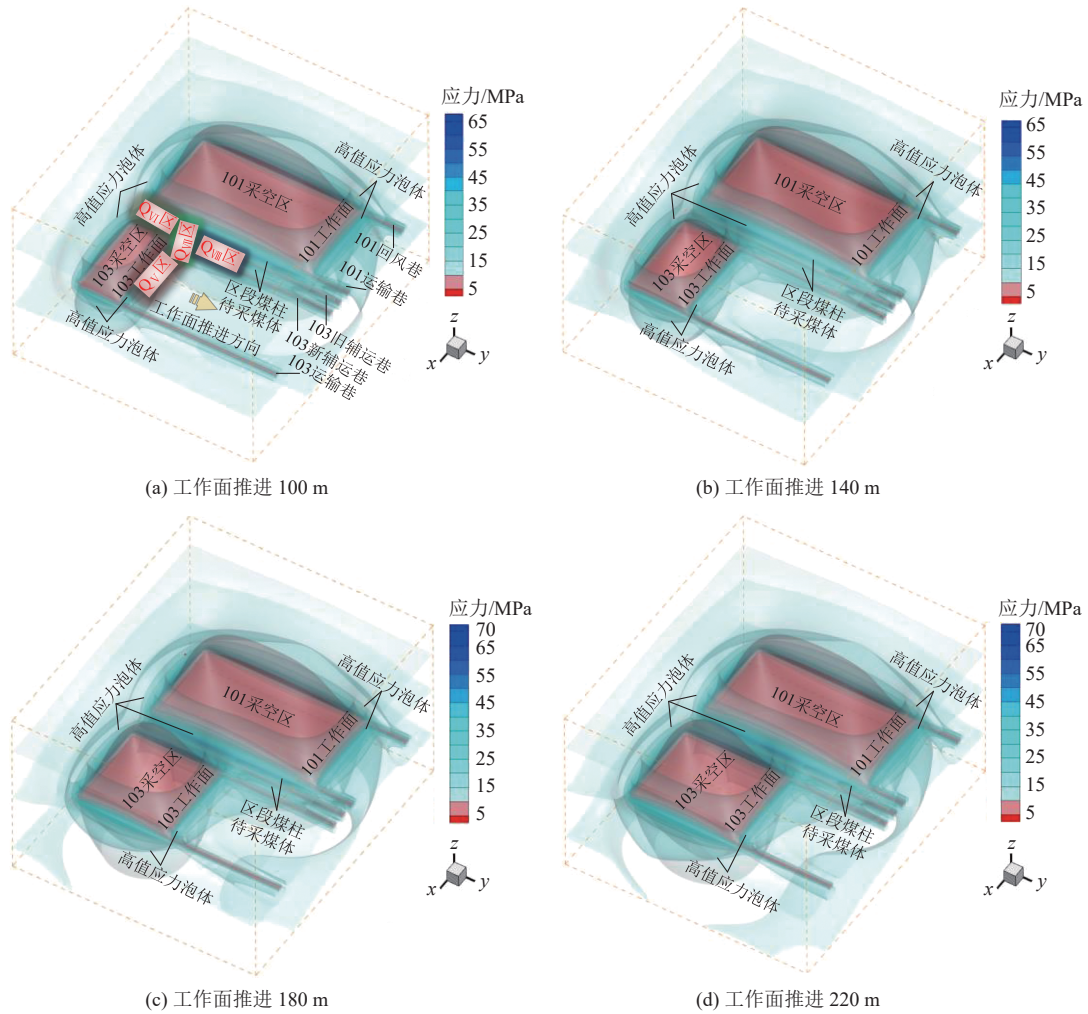 应力/MPa
65
55
45
35
25
15
5
高值应力泡体
高值应力泡体
101采空区
101工作面
QⅦ区
QⅧ区
103采空区
103工作面
101回风巷
101运输巷
区段煤柱
待采煤体
工作面推进方向
103旧辅运巷
103新辅运巷
103运输巷
高值应力泡体
z
x
y
(a) 工作面推进 100 m
应力/MPa
65
55
45
35
25
15
5
高值应力泡体
高值应力泡体
101采空区
101工作面
103采空区
103工作面
区段煤柱
待采煤体
高值应力泡体
z
x
y
(b) 工作面推进 140 m
应力/MPa
70
65
55
45
35
25
15
5
高值应力泡体
高值应力泡体
101采空区
101工作面
103采空区
103工作面
区段煤柱
待采煤体
高值应力泡体
z
x
y
(c) 工作面推进 180 m
应力/MPa
70
65
55
45
35
25
15
5
高值应力泡体
高值应力泡体
101采空区
101工作面
103采空区
103工作面
区段煤柱
待采煤体
高值应力泡体
z
x
y
(d) 工作面推进 220 m